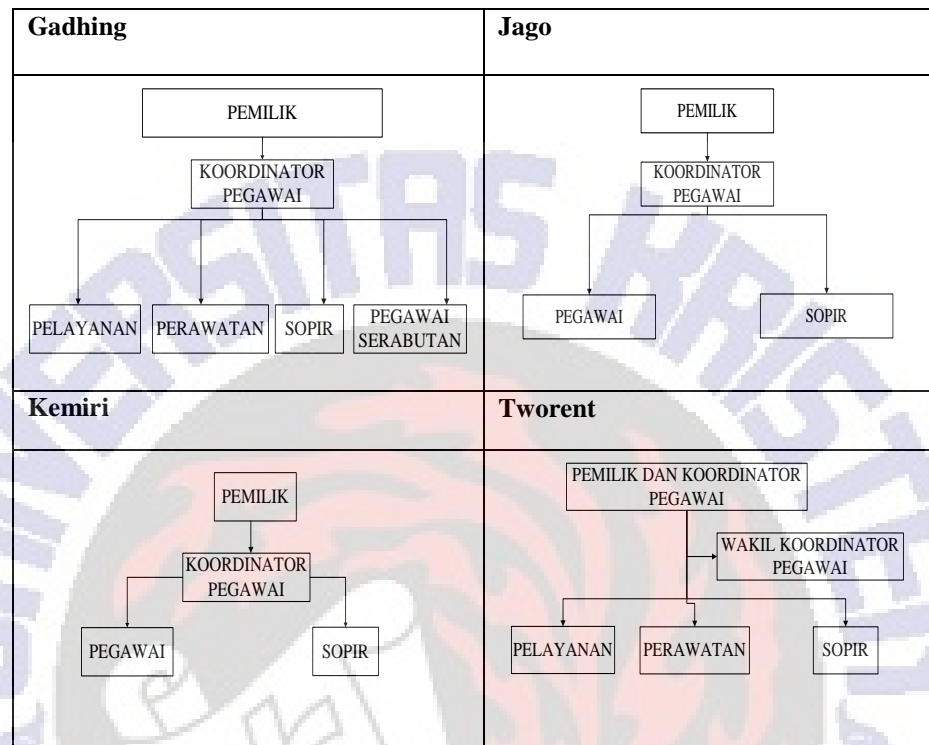 Gadhing
Jago
PEMILIK
KOORDINATOR
PEGAWAI
PELAYANAN
PERAWATAN
SOPIR
PEGAWAI
SERABUTAN
PEMILIK
KOORDINATOR
PEGAWAI
PEGAWAI
SOPIR
Kemiri
Tworent
PEMILIK
KOORDINATOR
PEGAWAI
PEGAWAI
SOPIR
PEMILIK DAN KOORDINATOR
PEGAWAI
WAKIL KOORDINATOR
PEGAWAI
PELAYANAN
PERAWATAN
SOPIR